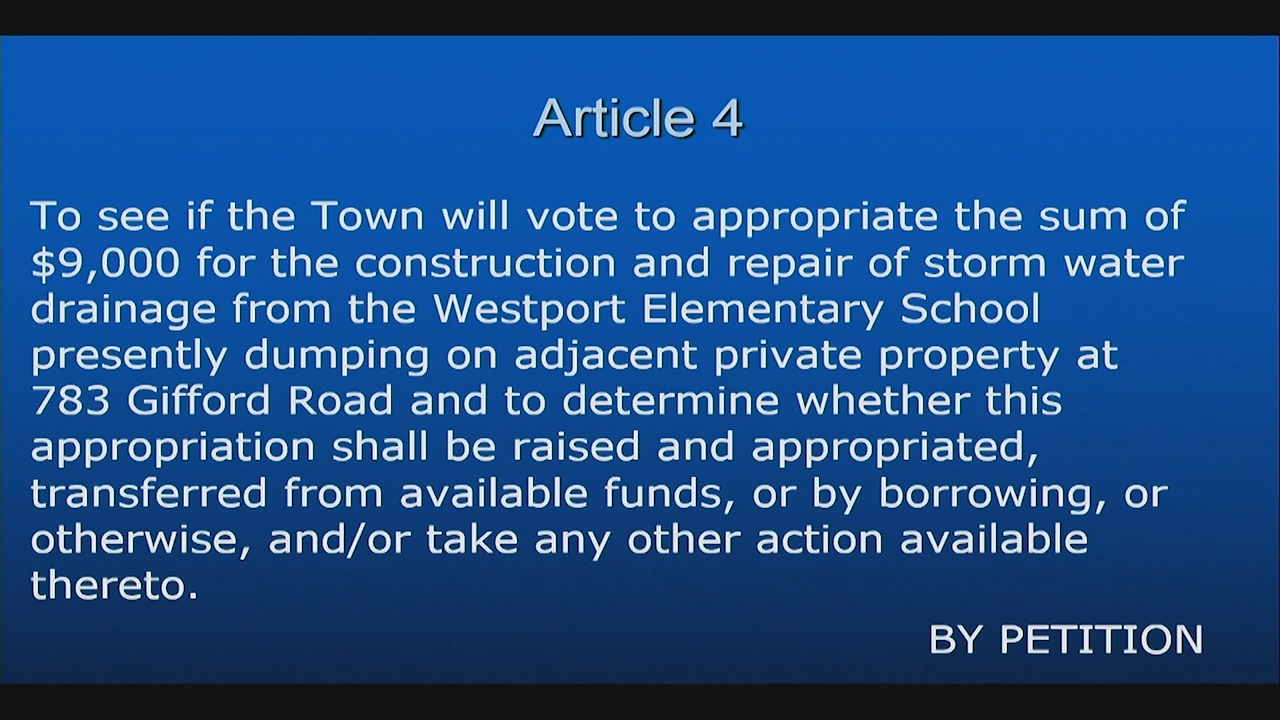 Article 4
To see if the Town will vote to appropriate the sum of
$9,000 for the construction and repair of storm water
drainage from the Westport Elementary School
presently dumping on adjacent private property at
783 Gifford Road and to determine whether this
appropriation shall be raised and appropriated,
transferred from available funds, or by borrowing, or
otherwise, and/or take any other action available
thereto.
BY PETITION